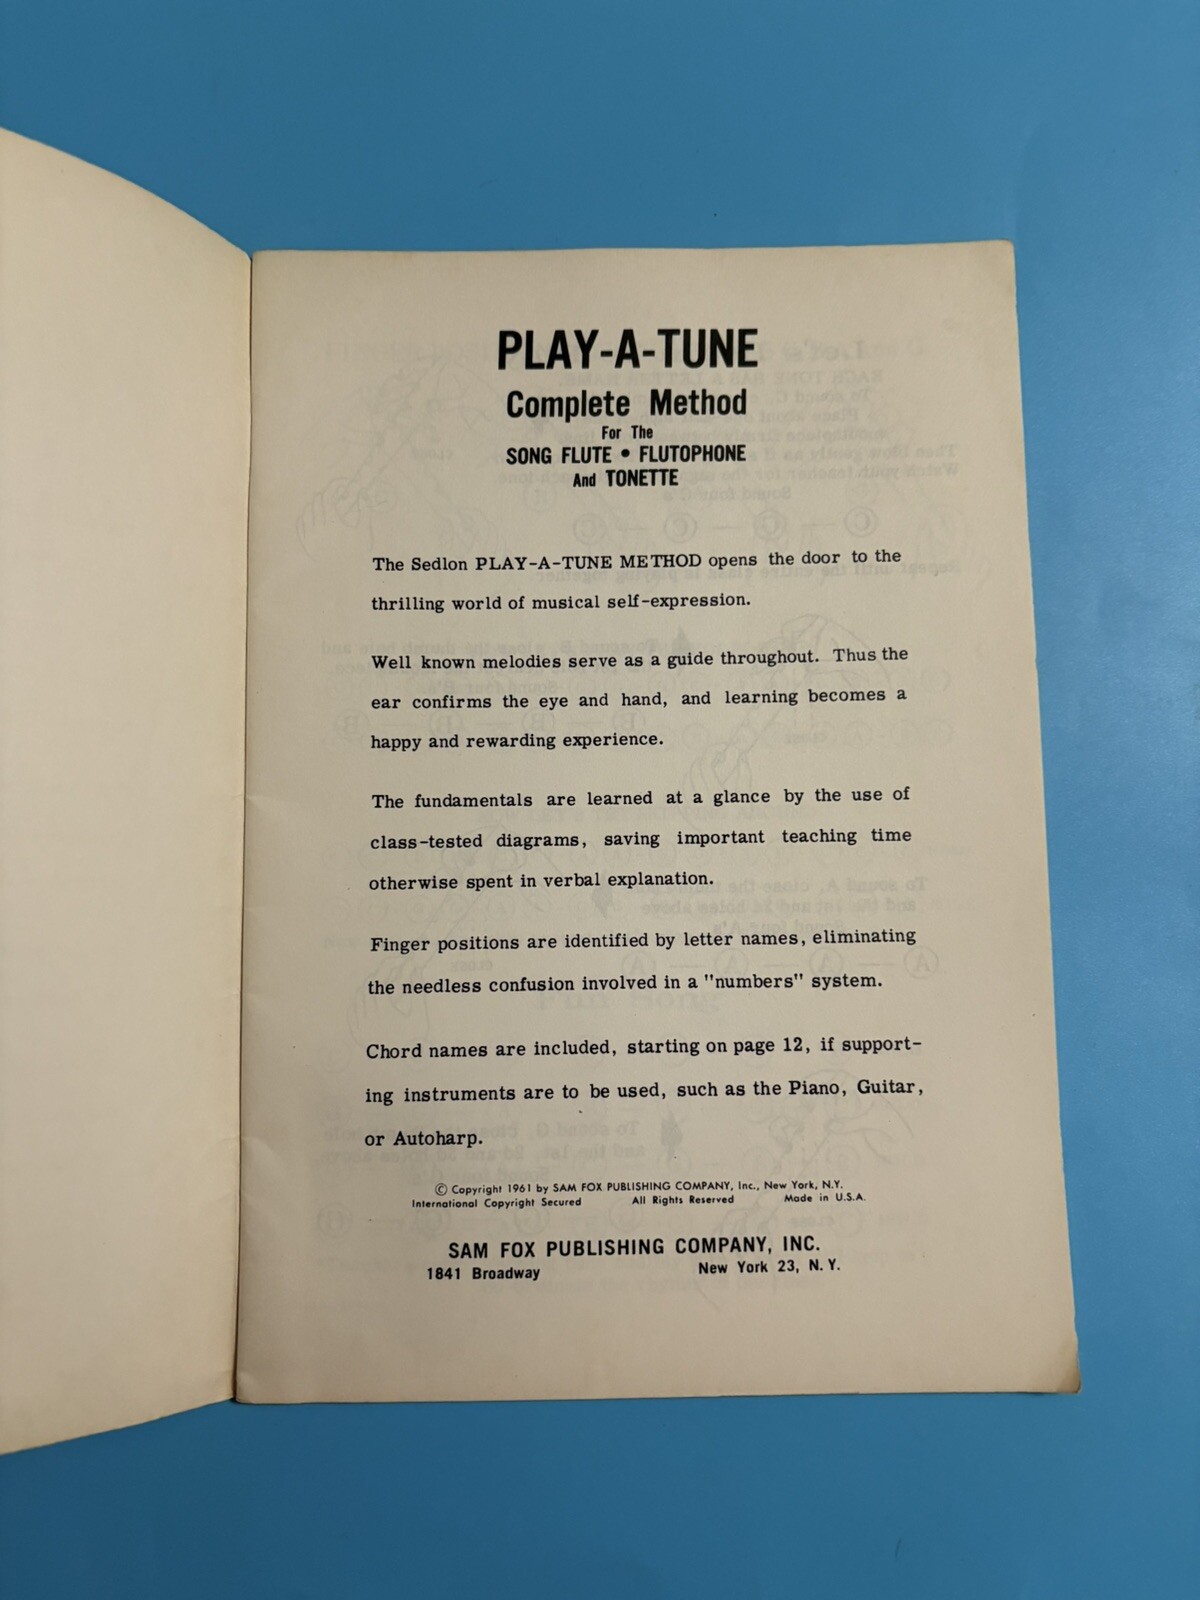 PLAY-A-TUNE
Complete Method
For The
SONG FLUTE • FLUTOPHONE
And TONETTE
The Sedlon PLAY-A-TUNE METHOD opens the door to the
thrilling world of musical self-expression.
Well known melodies serve as a guide throughout. Thus the
ear confirms the eye and hand, and learning becomes a
happy and rewarding experience.
The fundamentals are learned at a glance by the use of
class-tested diagrams, saving important teaching time
otherwise spent in verbal explanation.
Finger positions are identified by letter names, eliminating
the needless confusion involved in a "numbers" system.
Chord names are included, starting on page 12, if support-
ing instruments are to be used, such as the Piano, Guitar,
or Autoharp.
© Copyright 1961 by SAM FOX PUBLISHING COMPANY, Inc., New York, N.Y.
International Copyright Secured All Rights Reserved Made in U.S.A.
SAM FOX PUBLISHING COMPANY, INC.
1841 Broadway New York 23, N.Y.